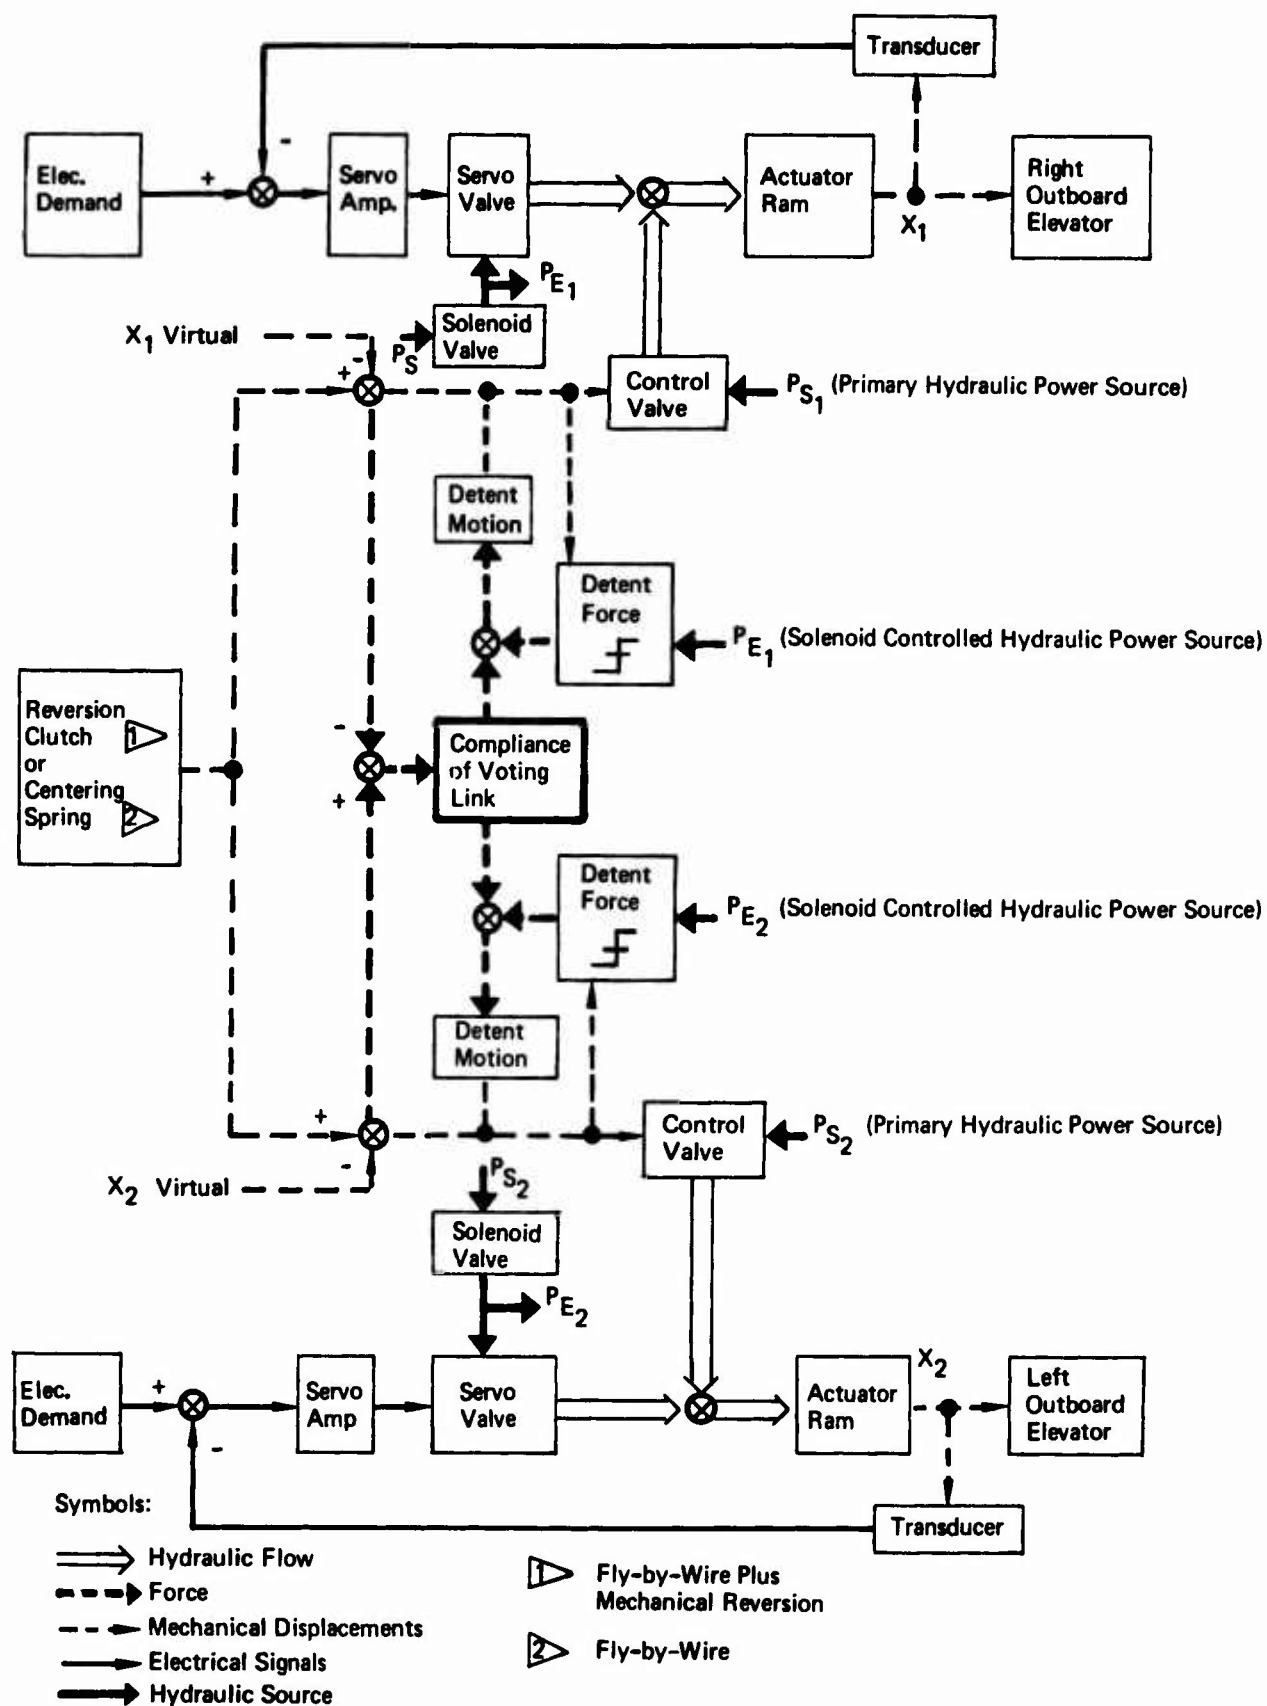 Transducer
-
Elec.
Demand
+
Servo
Amp.
Servo
Valve
Actuator
Ram
X1
Right
Outboard
Elevator
PE1
X1 Virtual
PS
Solenoid
Valve
-
+
Control
Valve
PS1 (Primary Hydraulic Power Source)
Detent
Motion
Detent
Force
PE1 (Solenoid Controlled Hydraulic Power Source)
Reversion
Clutch 1
or
Centering
Spring 2
-
+
Compliance
of Voting
Link
Detent
Force
PE2 (Solenoid Controlled Hydraulic Power Source)
Detent
Motion
+
-
Control
Valve
PS2 (Primary Hydraulic Power Source)
X2 Virtual
PS2
Solenoid
Valve
PE2
Elec.
Demand
+
-
Servo
Amp
Servo
Valve
Actuator
Ram
X2
Left
Outboard
Elevator
Transducer
Symbols:
Hydraulic Flow
Force
Mechanical Displacements
Electrical Signals
Hydraulic Source
1 Fly-by-Wire Plus
Mechanical Reversion
2 Fly-by-Wire